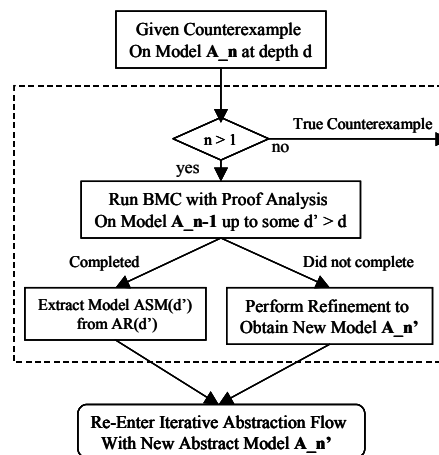 Given Counterexample
On Model A_n at depth d
n > 1
True Counterexample
no
yes
Run BMC with Proof Analysis
On Model A_n-1 up to some d' > d
Completed
Did not complete
Extract Model ASM(d')
from AR(d')
Perform Refinement to
Obtain New Model A_n'
Re-Enter Iterative Abstraction Flow
With New Abstract Model A_n'